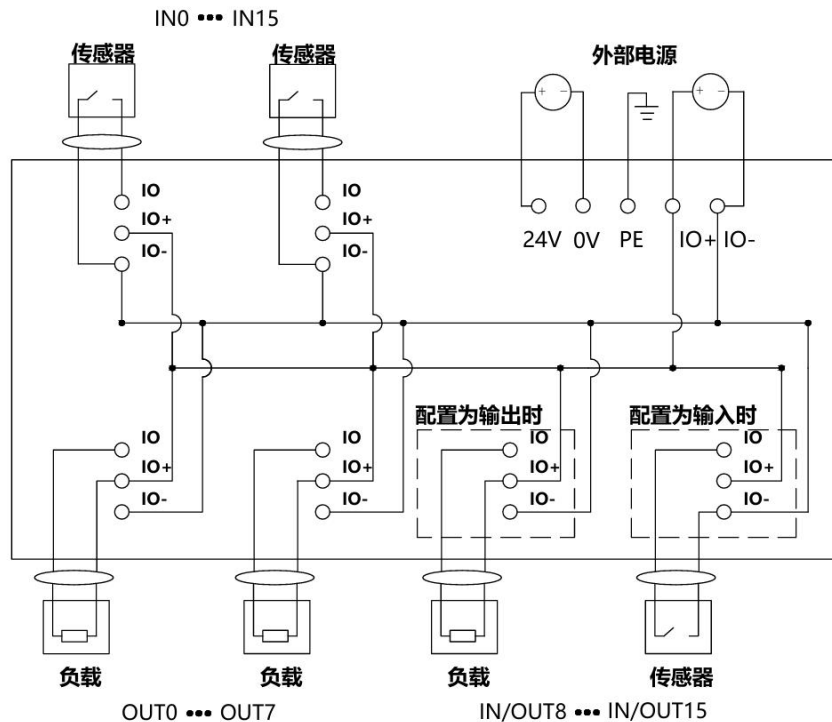 IN0 ••• IN15
传感器 传感器 外部电源
+ - + -
IO IO
IO+ IO+
IO- IO-
24V 0V PE IO+ IO-
配置为输出时 配置为输入时
IO IO IO IO
IO+ IO+ IO+ IO+
IO- IO- IO- IO-
负载 负载 负载 传感器
OUT0 ••• OUT7 IN/OUT8 ••• IN/OUT15